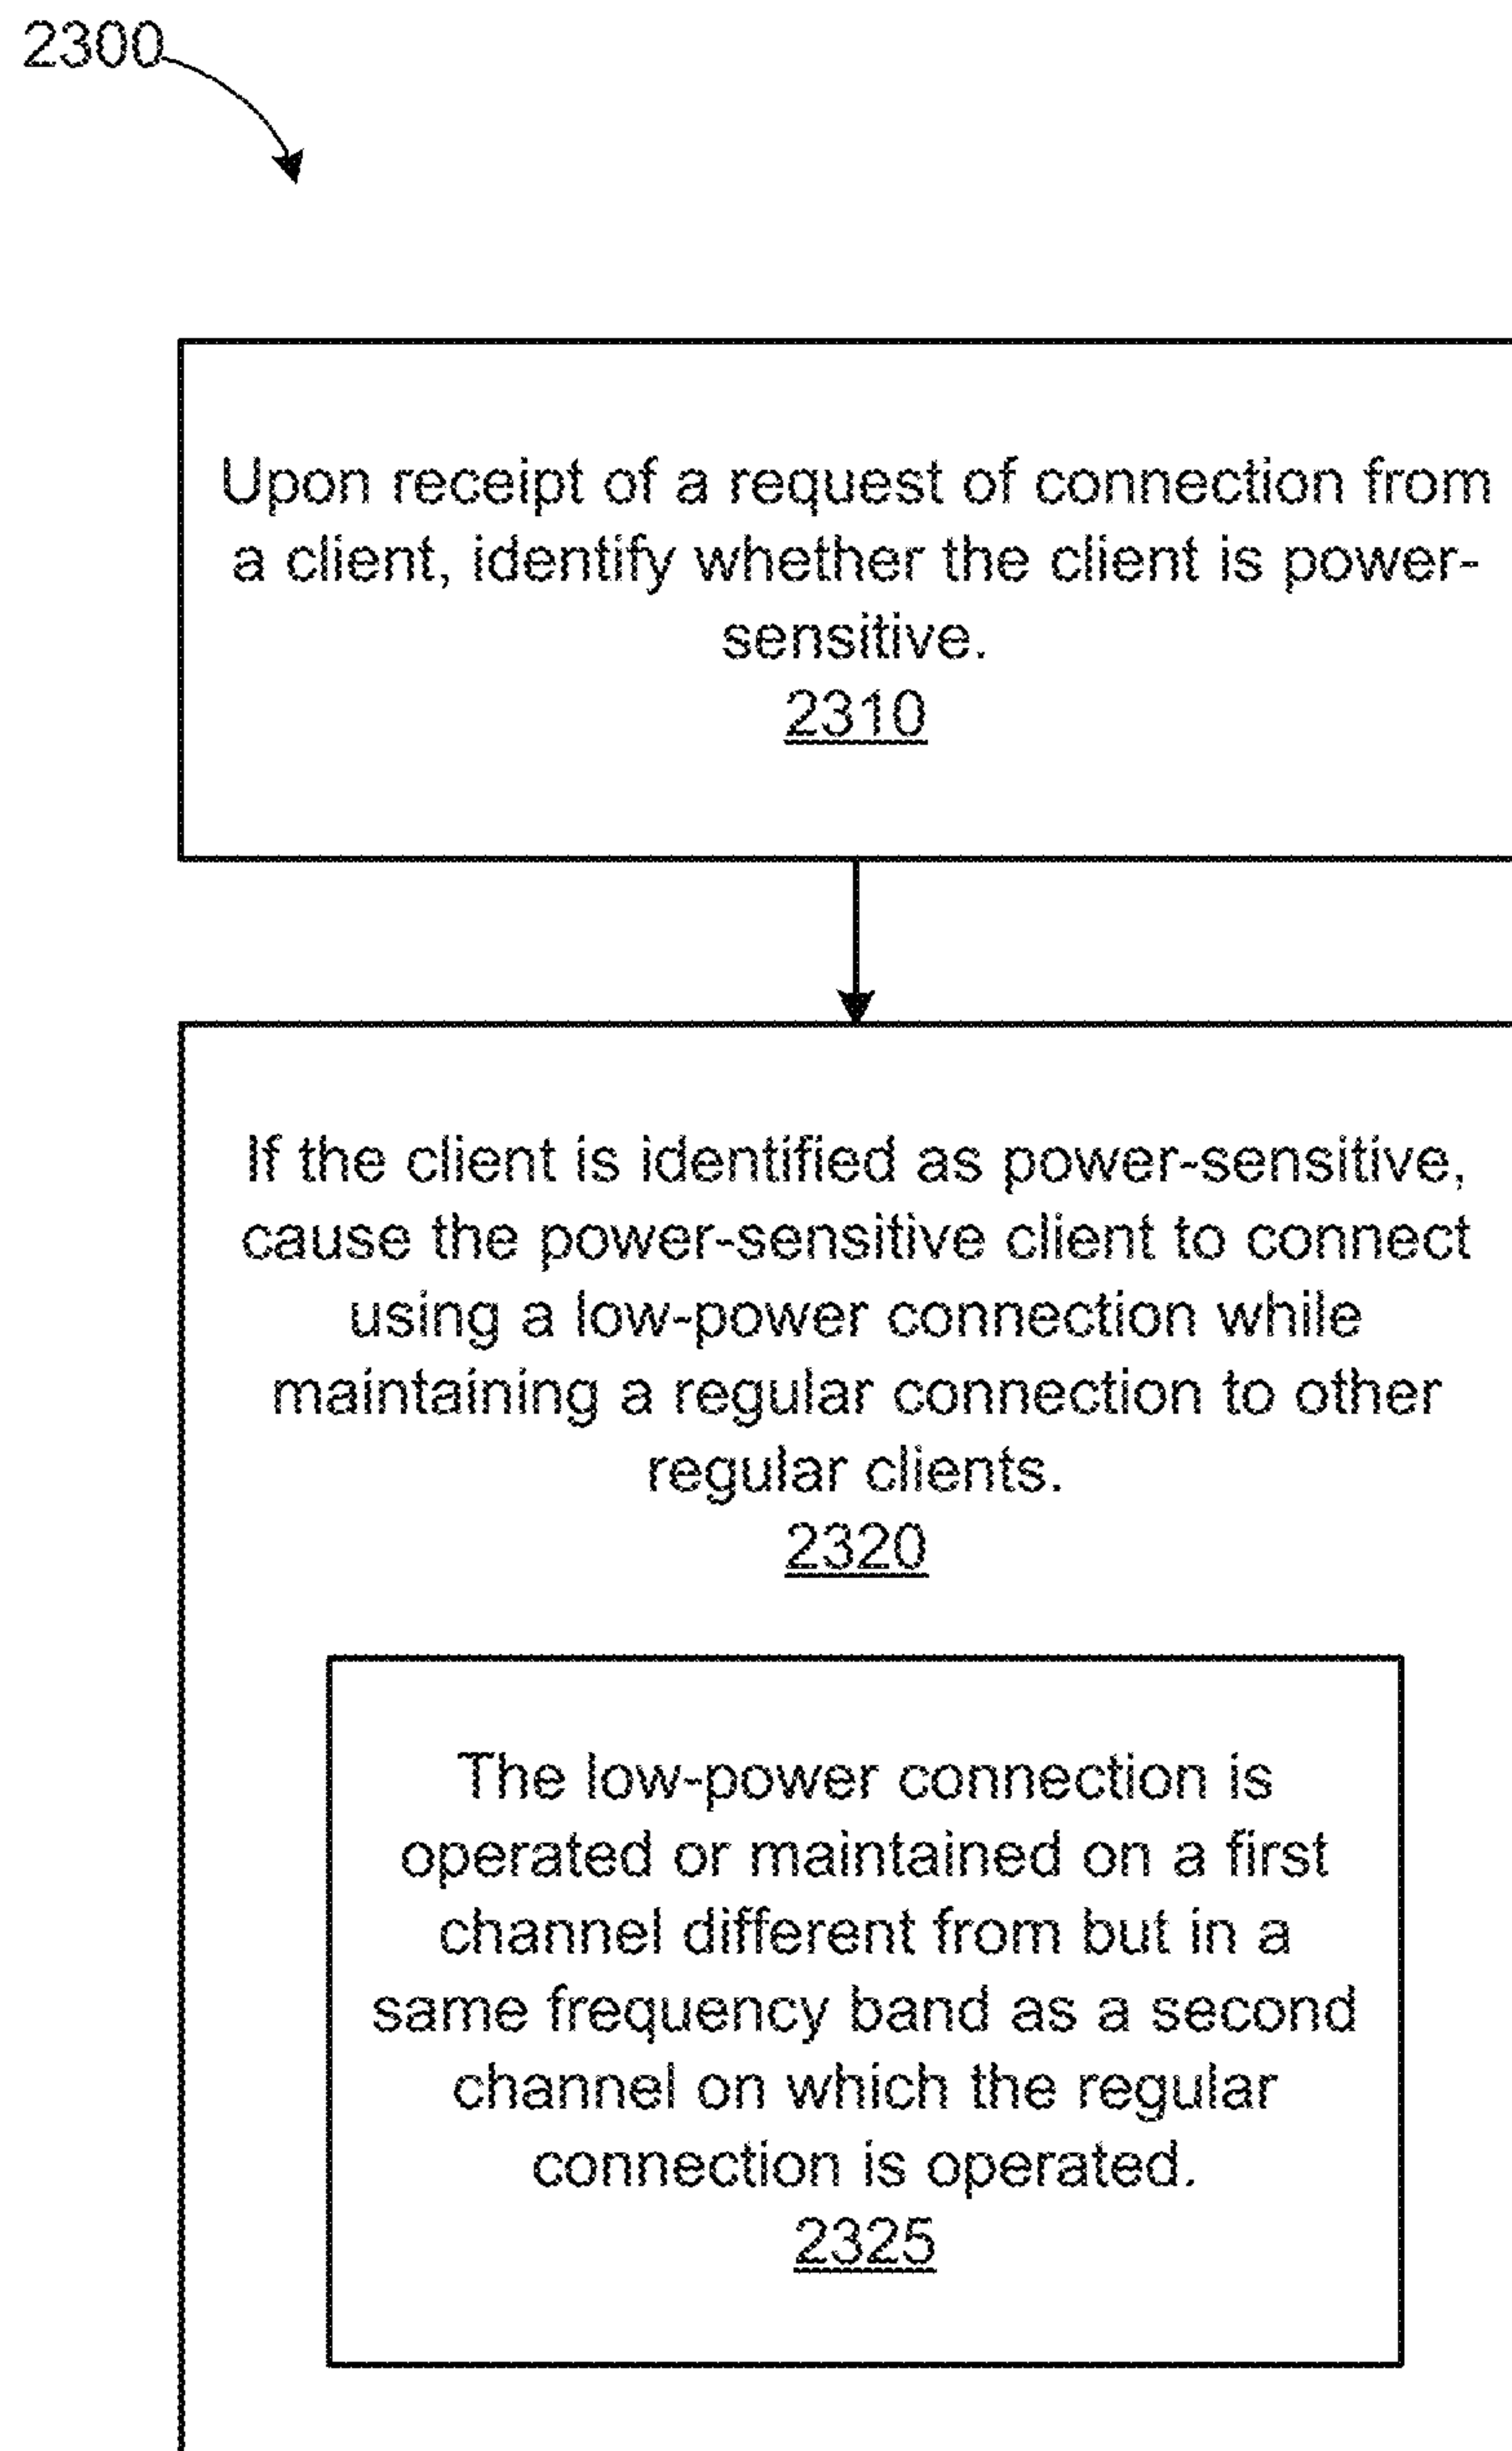 2300
Upon receipt of a request of connection from
a client, identify whether the client is power-
sensitive.
2310
If the client is identified as power-sensitive,
cause the power-sensitive client to connect
using a low-power connection while
maintaining a regular connection to other
regular clients.
2320
The low-power connection is
operated or maintained on a first
channel different from but in a
same frequency band as a second
channel on which the regular
connection is operated.
2325